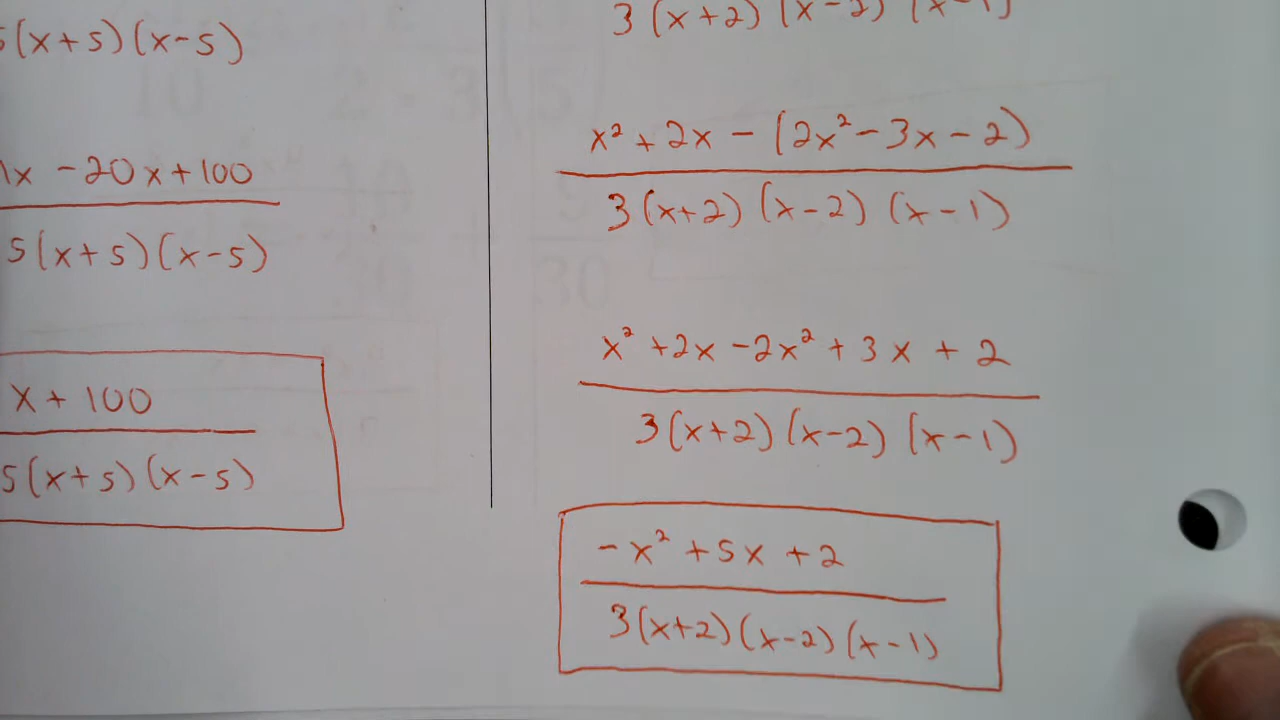 (x+5)(x-5)
x -20x+100
5(x+5)(x-5)
x + 100
5(x+5)(x-5)
3(x+2)(x-2)(x-1)
x² + 2x - (2x² - 3x - 2)
3(x+2)(x-2)(x-1)
x² + 2x - 2x² + 3x + 2
3(x+2)(x-2)(x-1)
-x² + 5x + 2
3(x+2)(x-2)(x-1)